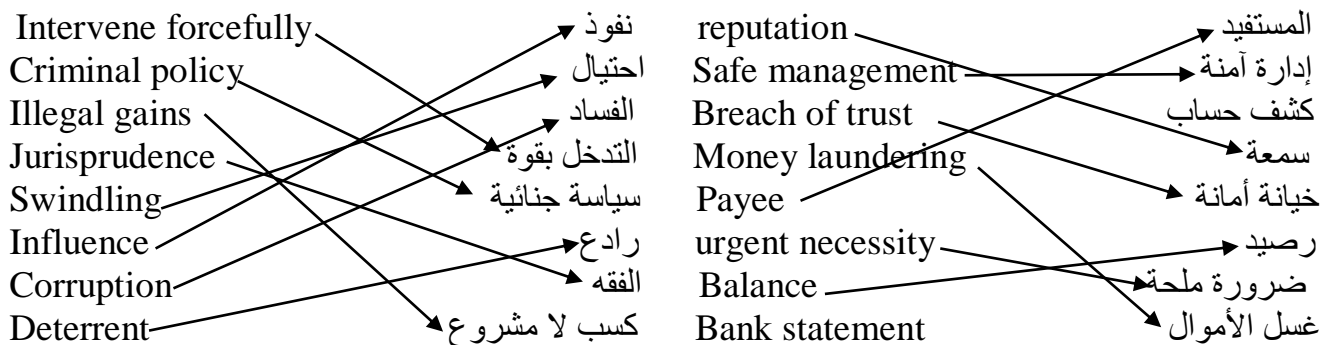 Intervene forcefully نفوذ reputation المستفيد
Criminal policy احتيال Safe management إدارة آمنة
Illegal gains الفساد Breach of trust كشف حساب
Jurisprudence التدخل بقوة Money laundering سمعة
Swindling سياسة جنائية Payee خيانة أمانة
Influence رادع urgent necessity رصيد
Corruption الفقه Balance ضرورة ملحة
Deterrent كسب لا مشروع Bank statement غسل الأموال